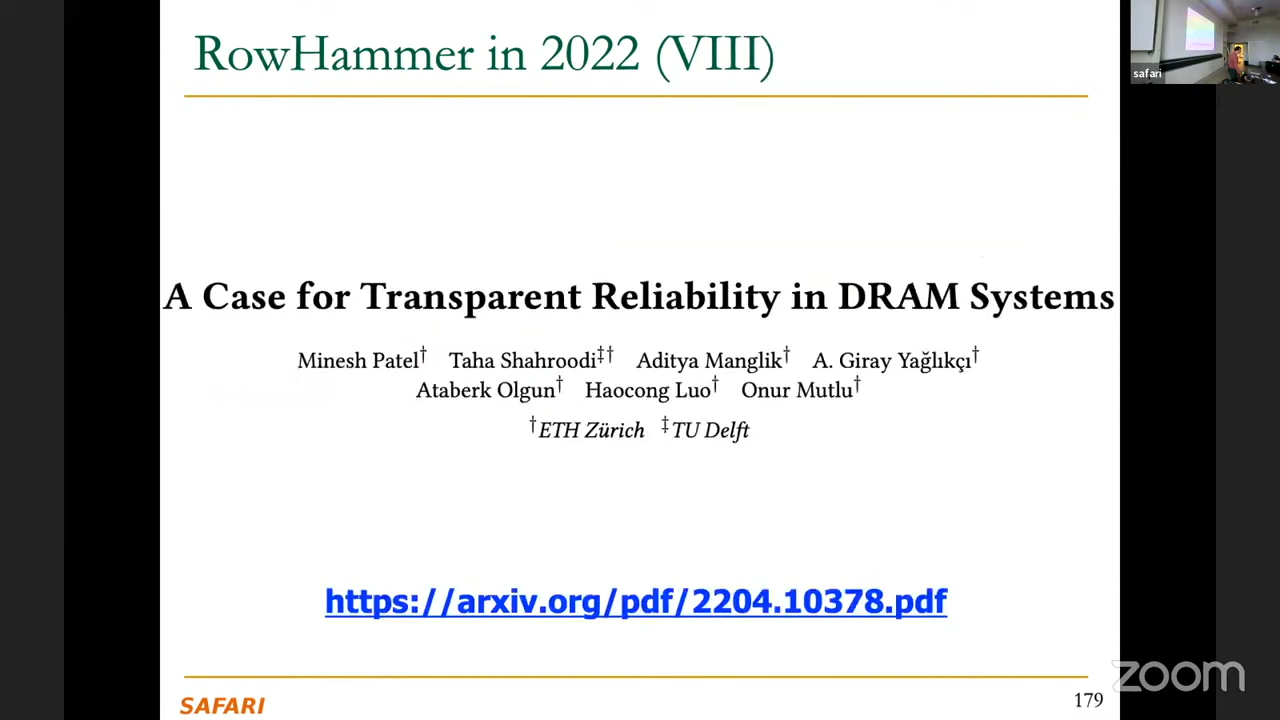 RowHammer in 2022 (VIII)
safari
A Case for Transparent Reliability in DRAM Systems
Minesh Patel† Taha Shahroodi‡† Aditya Manglik† A. Giray Yağlıkçı†
Ataberk Olgun† Haocong Luo† Onur Mutlu†
†ETH Zürich ‡TU Delft
https://arxiv.org/pdf/2204.10378.pdf
SAFARI
179
zoom